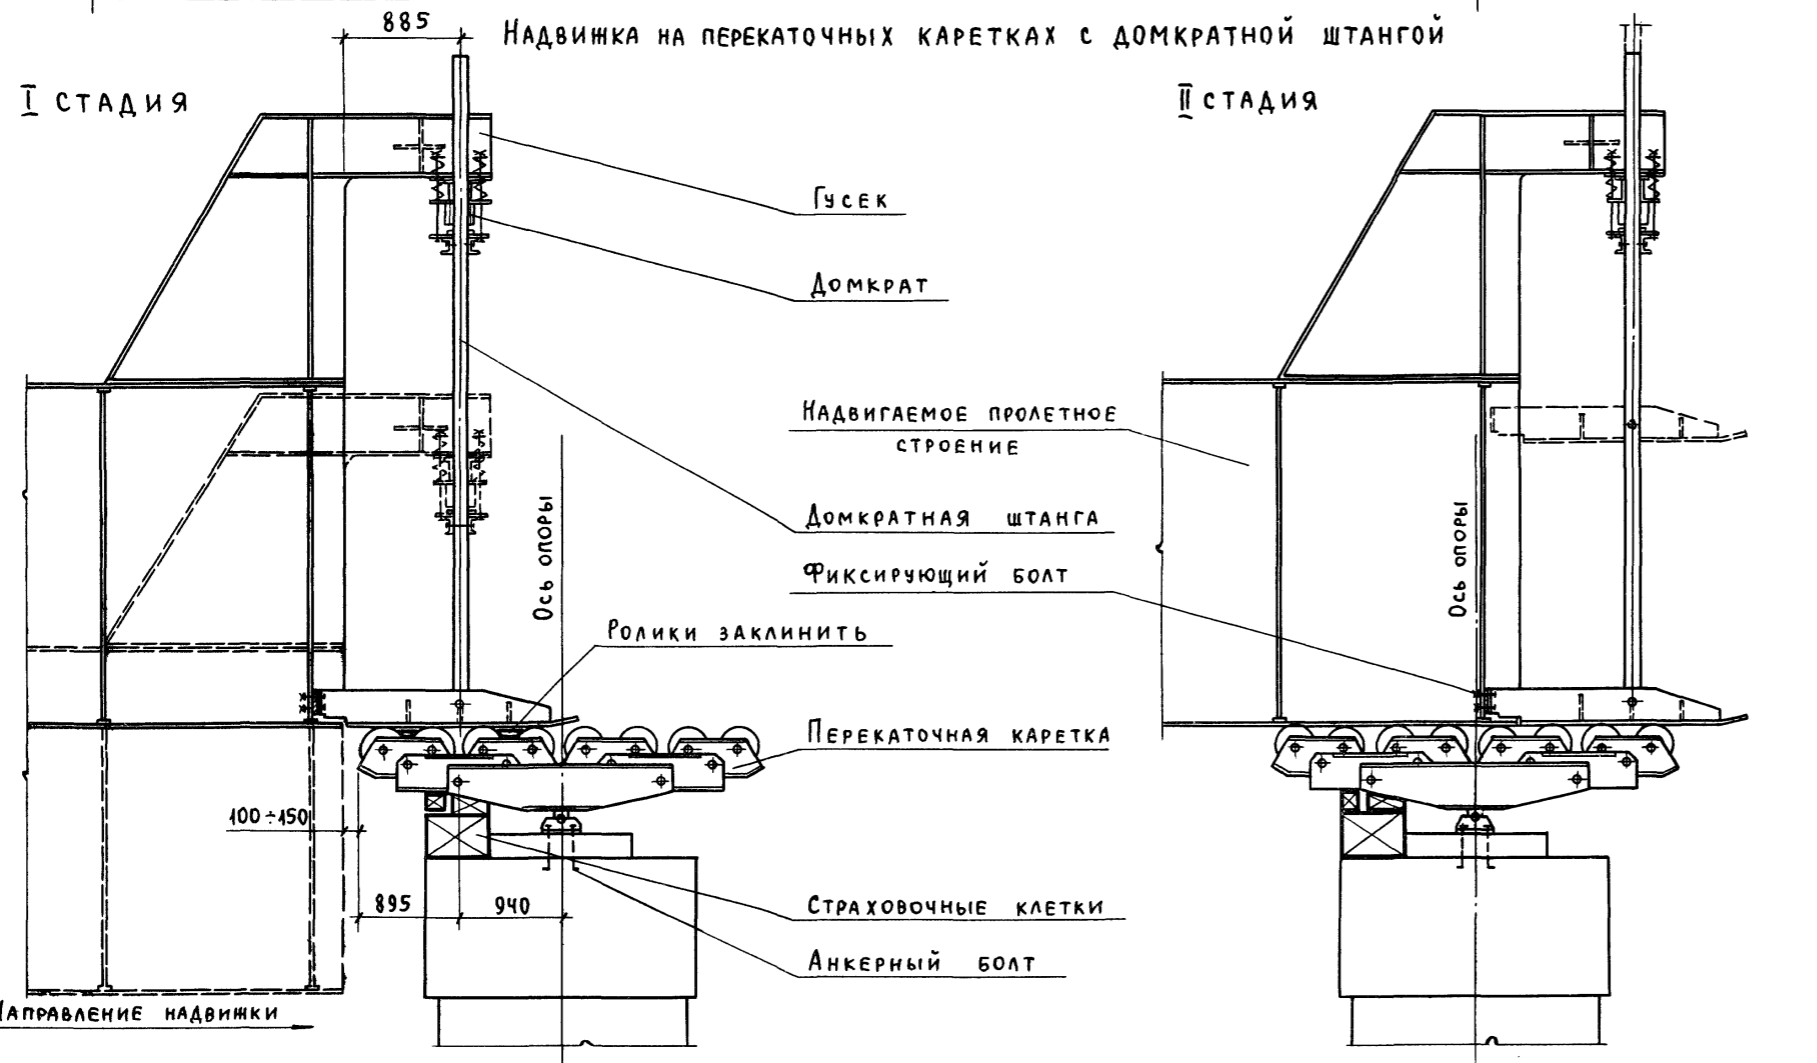 885
Надвижка на перекаточных каретках с домкратной штангой
I стадия
II стадия
Гусек
Домкрат
Надвигаемое пролетное
строение
Ось опоры
Домкратная штанга
Ось опоры
Фиксирующий болт
Ролики заклинить
Перекаточная каретка
100÷150
895
940
Страховочные клетки
Анкерный болт
Направление надвижки